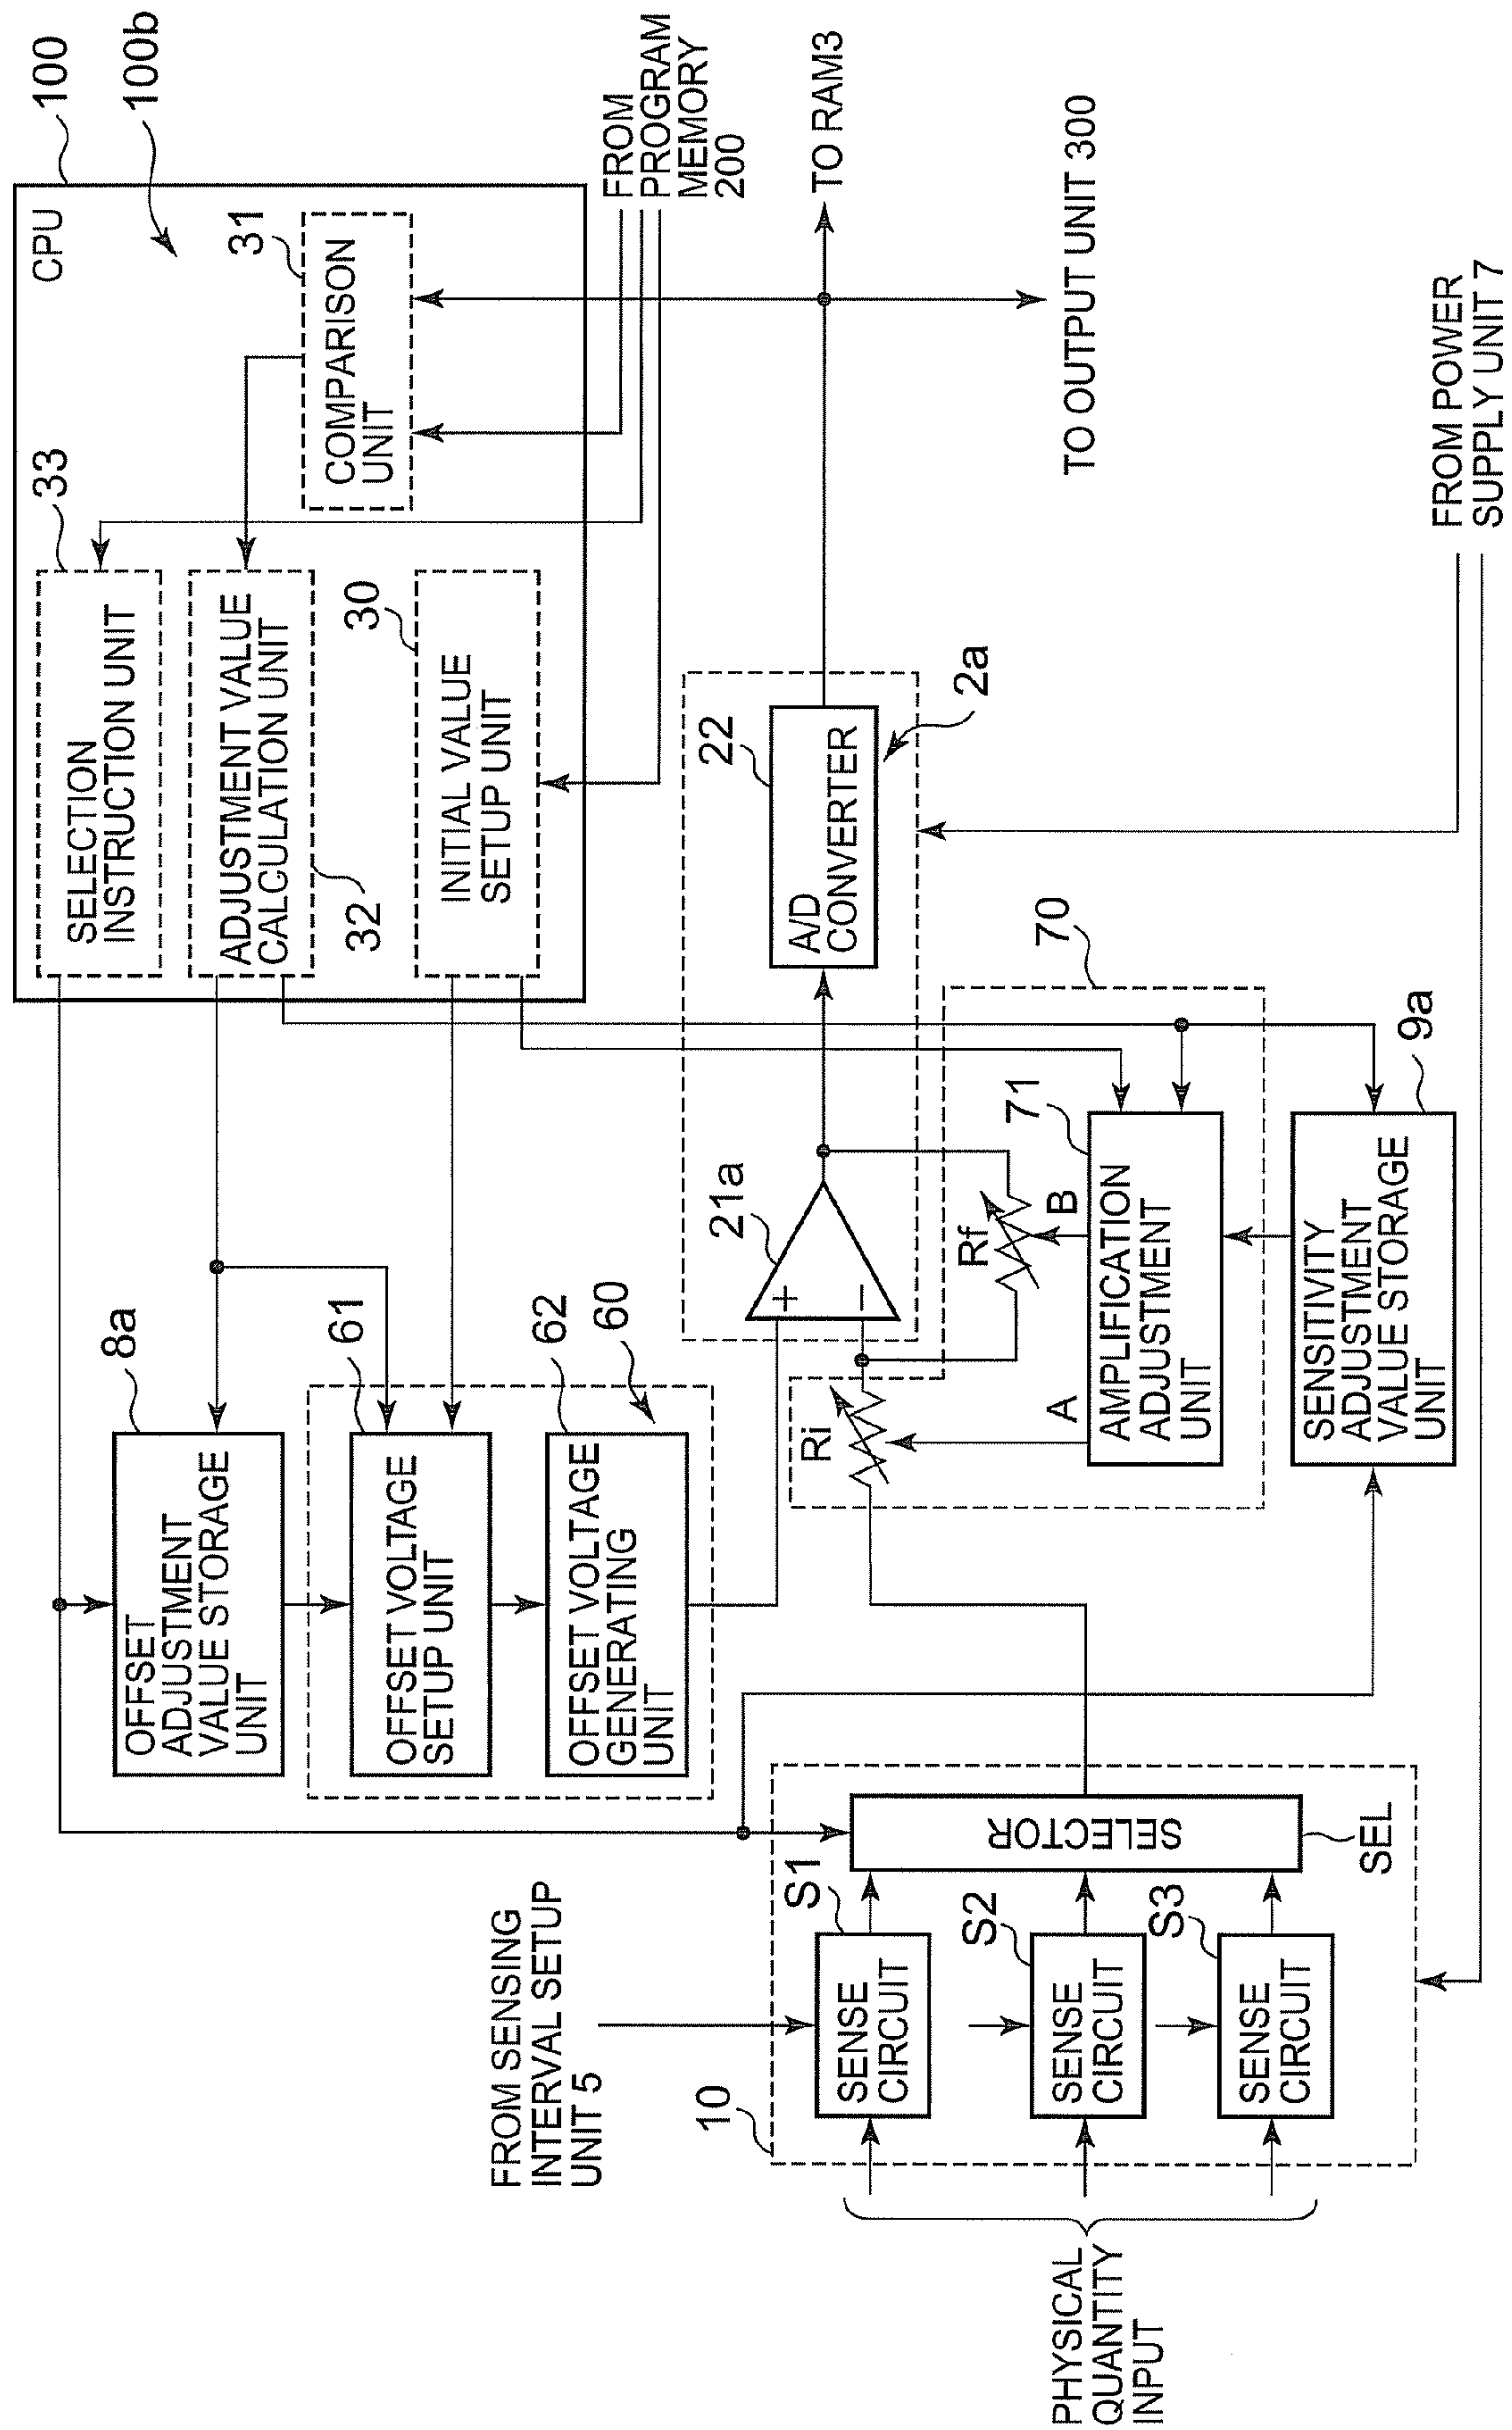 100
100b
CPU
33
SELECTION
INSTRUCTION UNIT
31
COMPARISON
UNIT
ADJUSTMENT VALUE
CALCULATION UNIT
32
30
INITIAL VALUE
SETUP UNIT
FROM
PROGRAM
MEMORY
200
TO RAM3
TO OUTPUT UNIT 300
FROM POWER
SUPPLY UNIT 7
8a
OFFSET
ADJUSTMENT
VALUE STORAGE
UNIT
61
OFFSET VOLTAGE
SETUP UNIT
62
60
OFFSET VOLTAGE
GENERATING
UNIT
21a
+
−
22
A/D
CONVERTER
2a
70
Ri
Rf
A
B
71
AMPLIFICATION
ADJUSTMENT
UNIT
9a
SENSITIVITY
ADJUSTMENT
VALUE STORAGE
UNIT
FROM SENSING
INTERVAL SETUP
UNIT 5
10
S1
SENSE
CIRCUIT
S2
SENSE
CIRCUIT
S3
SENSE
CIRCUIT
SELECTOR
SEL
PHYSICAL
QUANTITY
INPUT